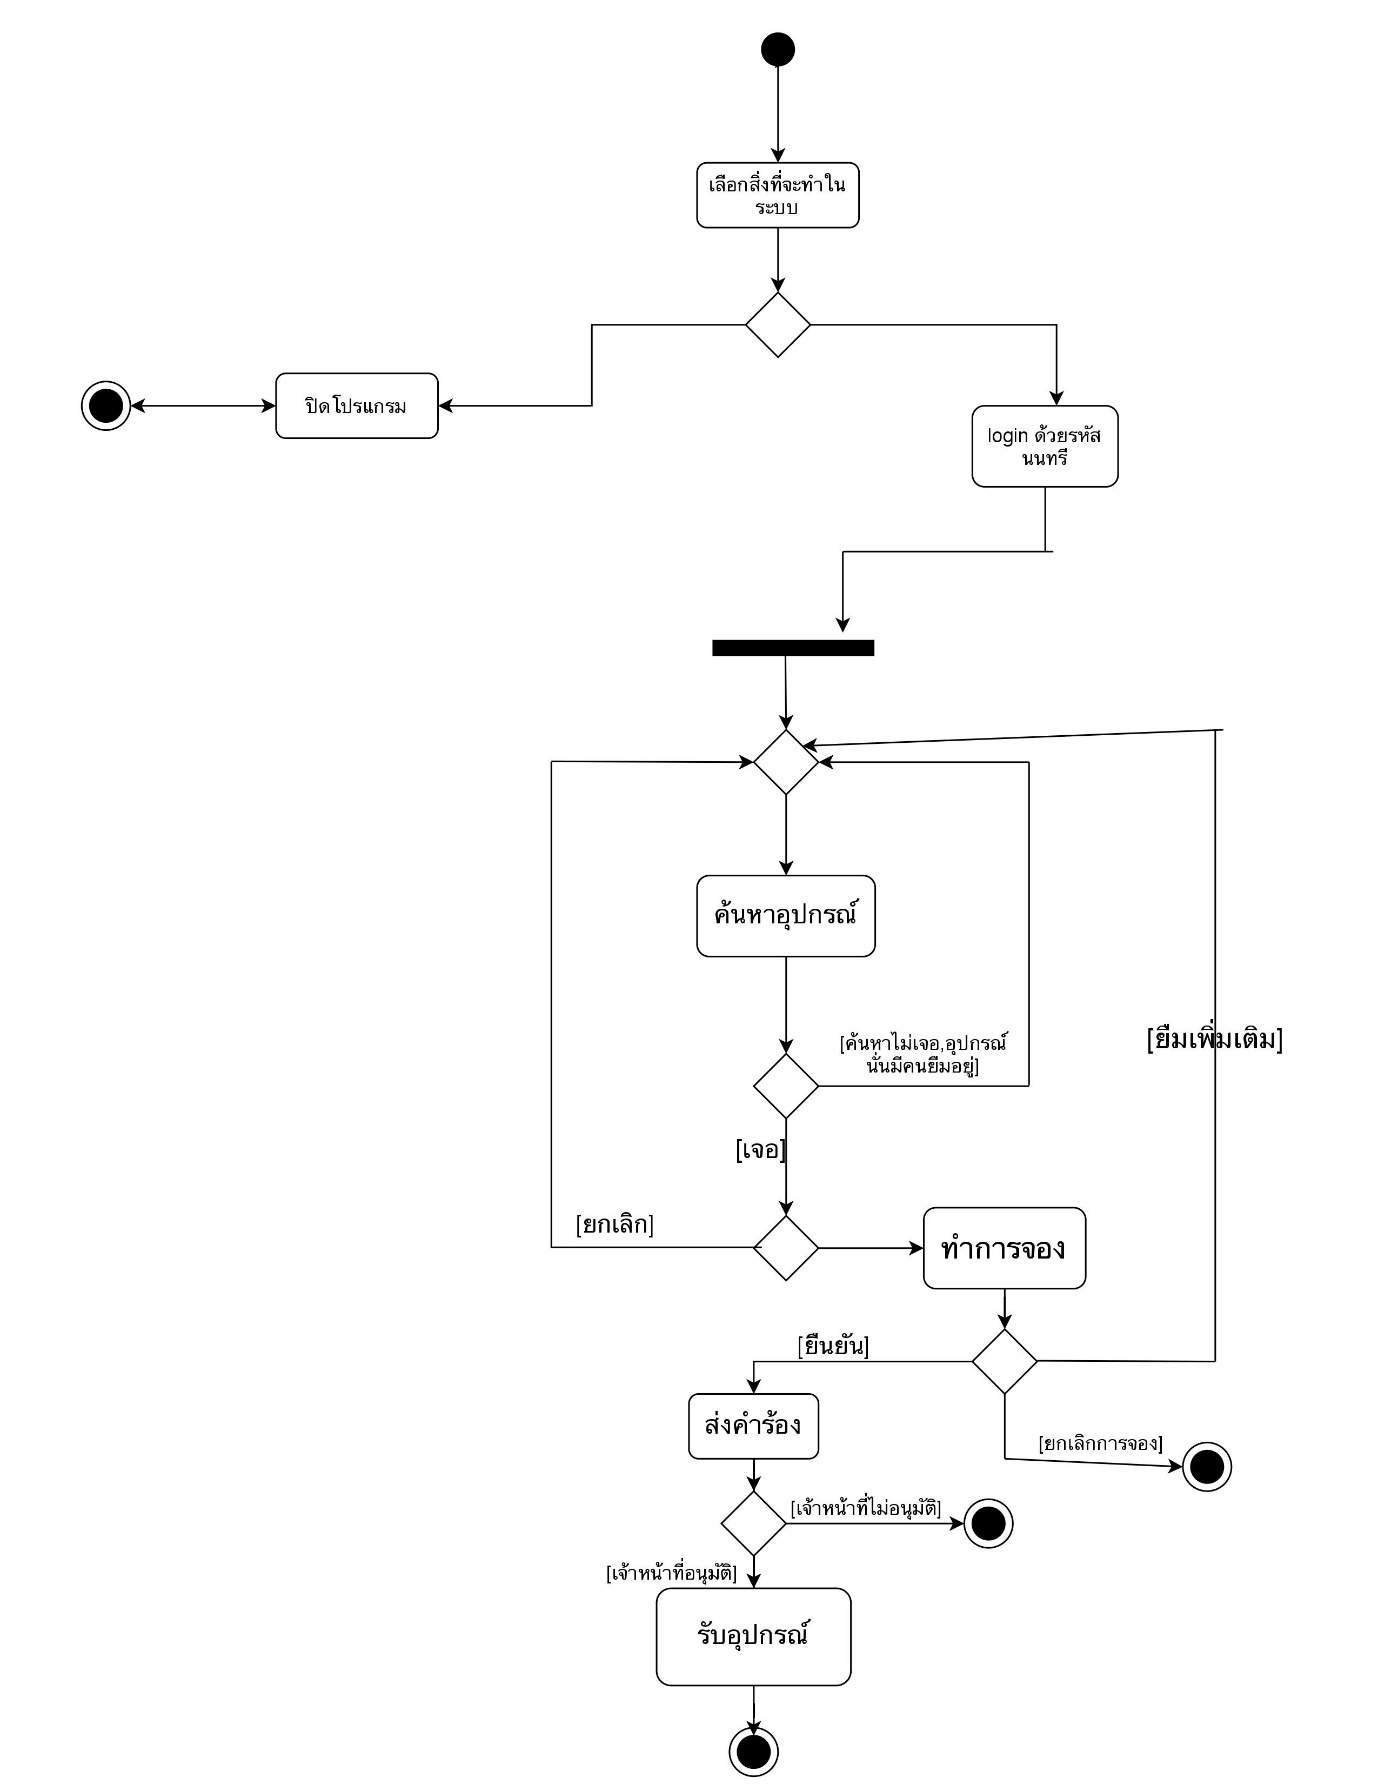 เลือกสิ่งที่จะทำใน
ระบบ
ปิดโปรแกรม
login ด้วยรหัส
นนทรี
ค้นหาอุปกรณ์
[ค้นหาไม่เจอ,อุปกรณ์
นั่นมีคนยืมอยู่]
[ยืมเพิ่มเติม]
[เจอ]
[ยกเลิก]
ทำการจอง
[ยืนยัน]
ส่งคำร้อง
[ยกเลิกการจอง]
[เจ้าหน้าที่ไม่อนุมัติ]
[เจ้าหน้าที่อนุมัติ]
รับอุปกรณ์